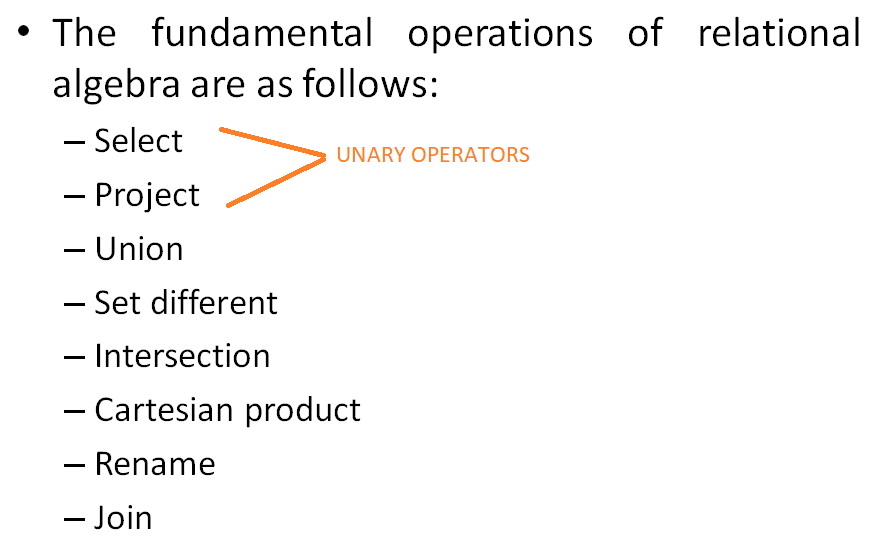 • The fundamental operations of relational
algebra are as follows:
– Select
UNARY OPERATORS
– Project
– Union
– Set different
– Intersection
– Cartesian product
– Rename
– Join